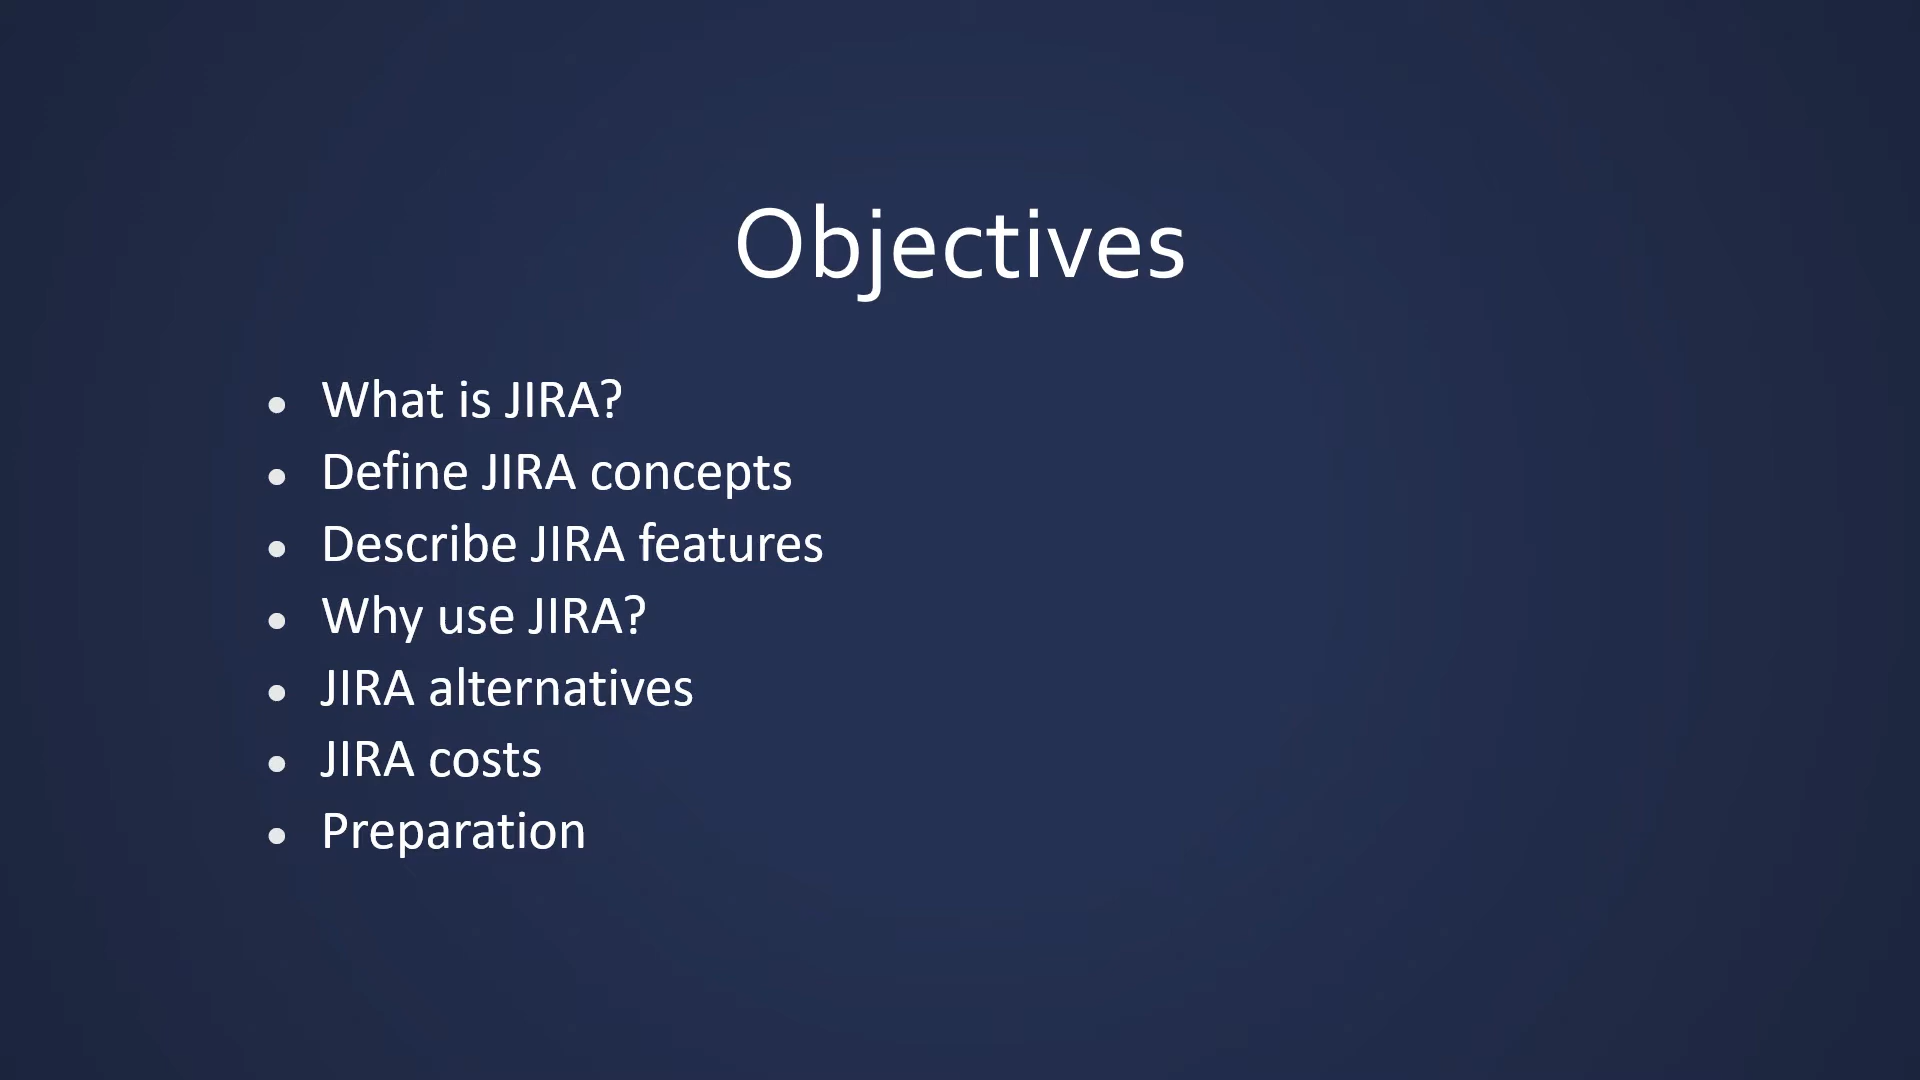 Objectives
• What is JIRA?
• Define JIRA concepts
• Describe JIRA features
• Why use JIRA?
• JIRA alternatives
• JIRA costs
• Preparation